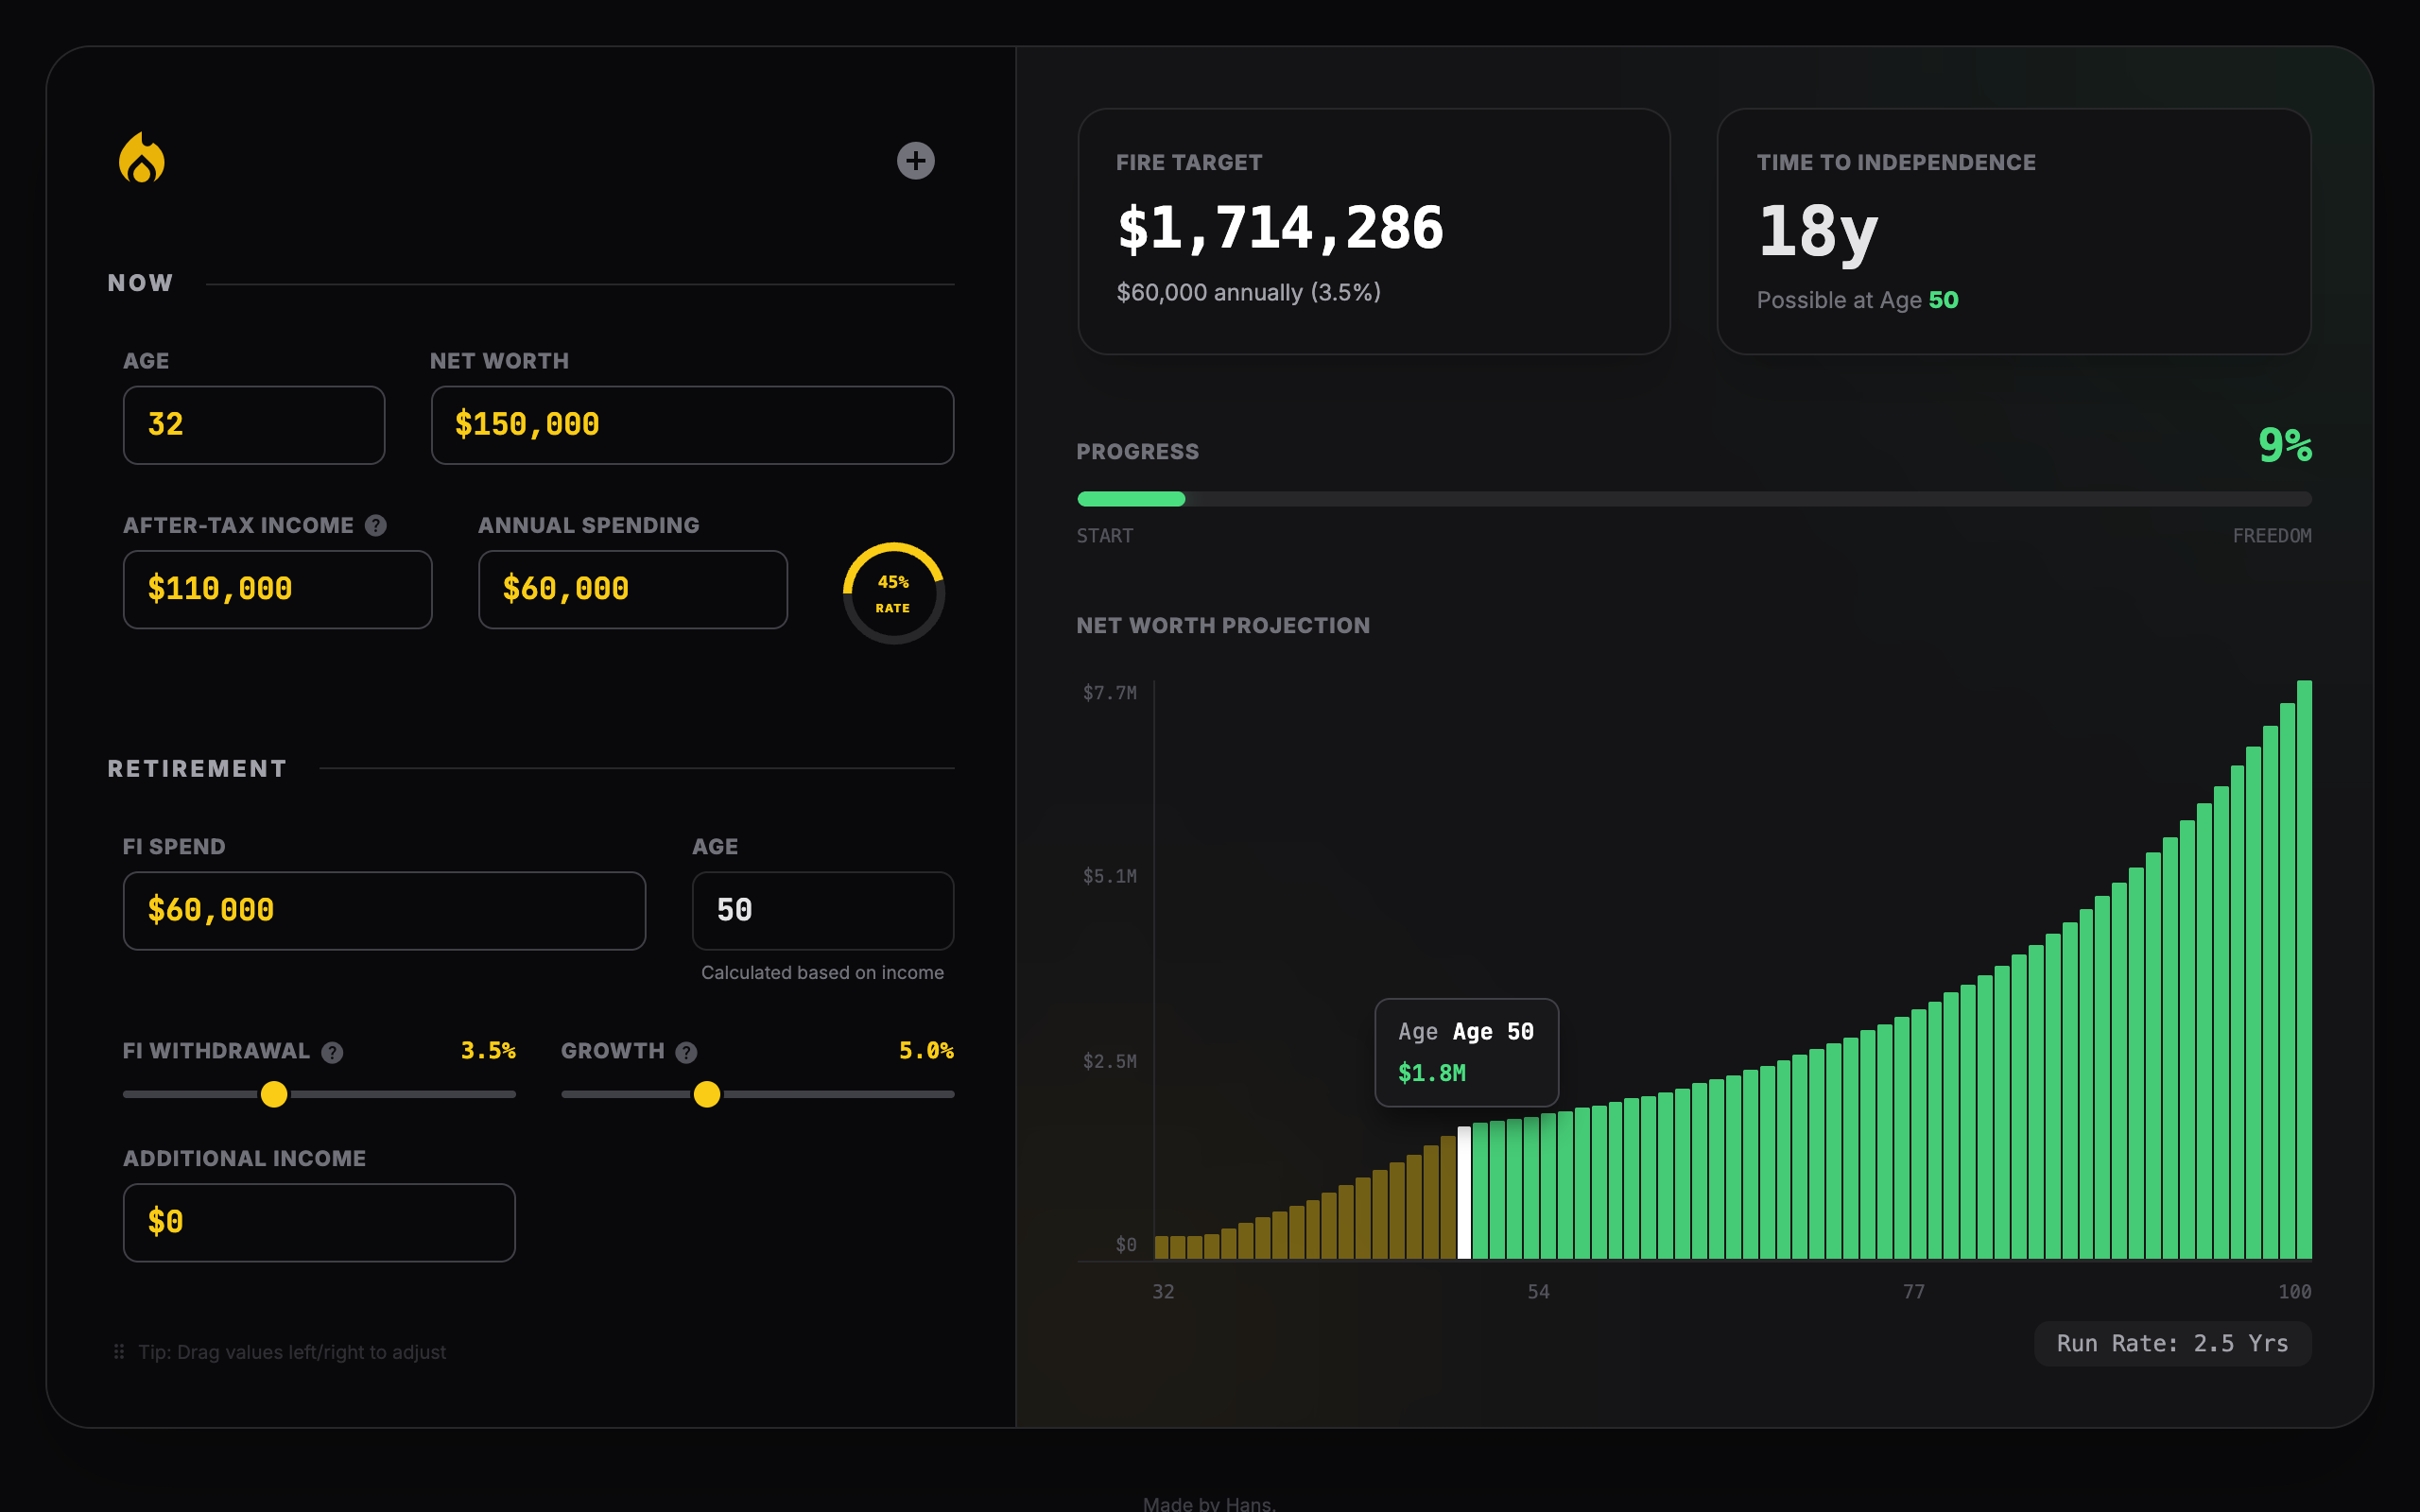 NOW
AGE
NET WORTH
32
$150,000
AFTER-TAX INCOME ?
ANNUAL SPENDING
$110,000
$60,000
45%
RATE
RETIREMENT
FI SPEND
AGE
$60,000
50
Calculated based on income
FI WITHDRAWAL ? 3.5%
GROWTH ? 5.0%
ADDITIONAL INCOME
$0
Tip: Drag values left/right to adjust
FIRE TARGET
$1,714,286
$60,000 annually (3.5%)
TIME TO INDEPENDENCE
18y
Possible at Age 50
PROGRESS 9%
START FREEDOM
NET WORTH PROJECTION
$7.7M
$5.1M
$2.5M
$0
Age Age 50
$1.8M
32 54 77 100
Run Rate: 2.5 Yrs
Made by Hans.